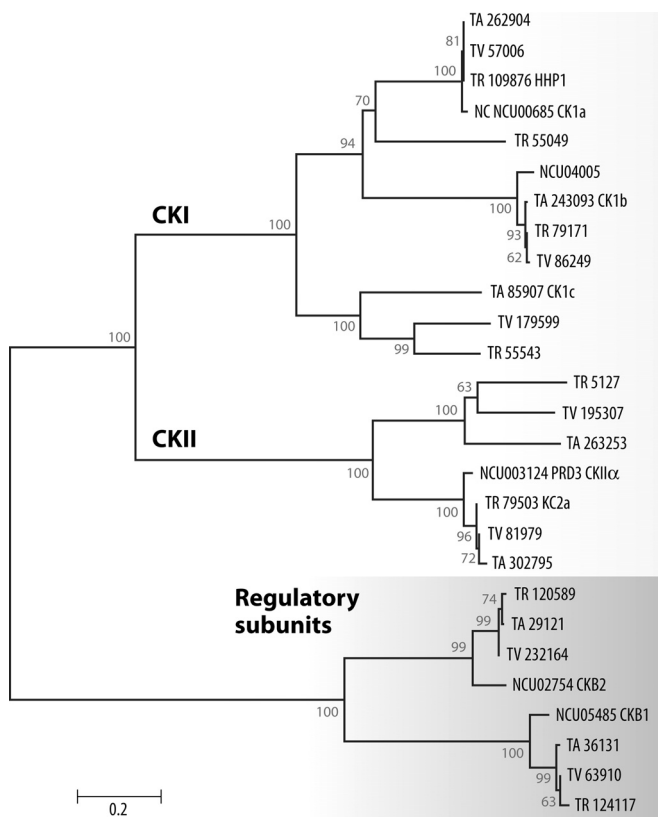 TA 262904
81
TV 57006
100
TR 109876 HHP1
70
NC NCU00685 CK1a
94
TR 55049
NCU04005
100
TA 243093 CK1b
CKI
100
93
TR 79171
62
TV 86249
TA 85907 CK1c
100
TV 179599
99
TR 55543
100
63
TR 5127
100
TV 195307
CKII
TA 263253
100
NCU003124 PRD3 CKIIα
100
TR 79503 KC2a
96
TV 81979
72
TA 302795
Regulatory
subunits
74
TR 120589
99
TA 29121
99
TV 232164
NCU02754 CKB2
100
NCU05485 CKB1
100
TA 36131
99
TV 63910
63
TR 124117
0.2